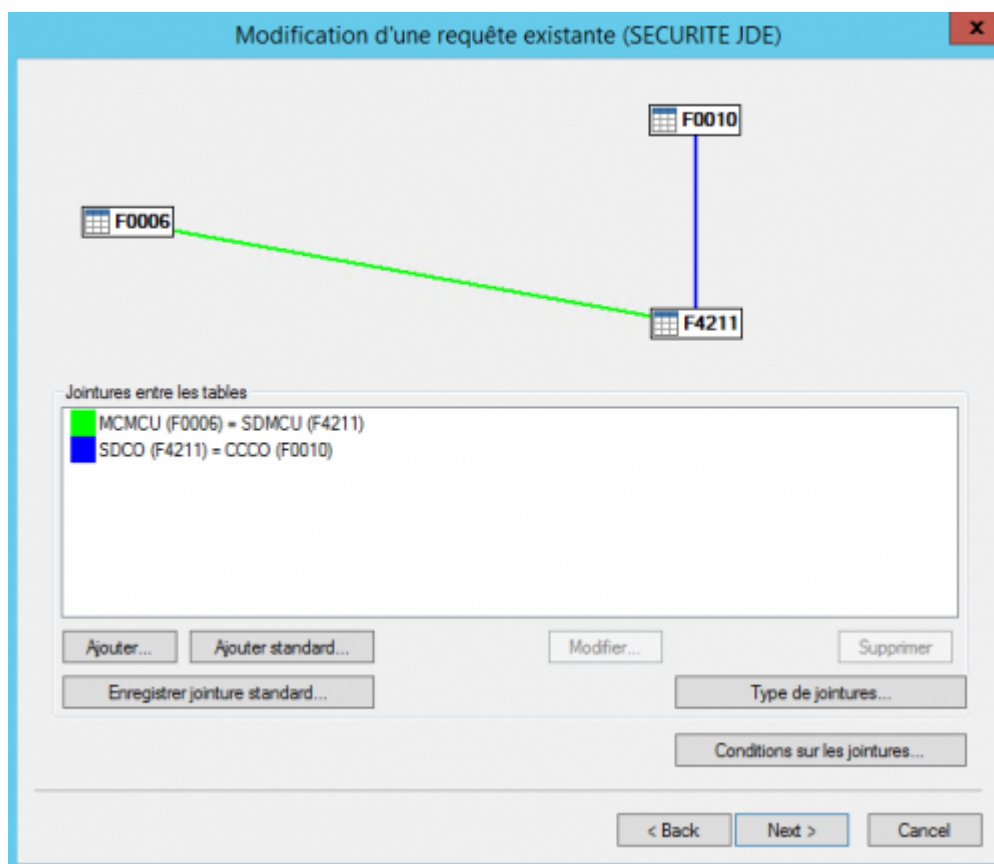 Modification d'une requête existante (SECURITE JDE)
x
F0010
F0006
F4211
Jointures entre les tables
MCMCU (F0006) = SDMCU (F4211)
SDCO (F4211) = CCCO (F0010)
Ajouter... Ajouter standard... Modifier... Supprimer
Enregistrer jointure standard... Type de jointures...
Conditions sur les jointures...
< Back Next > Cancel